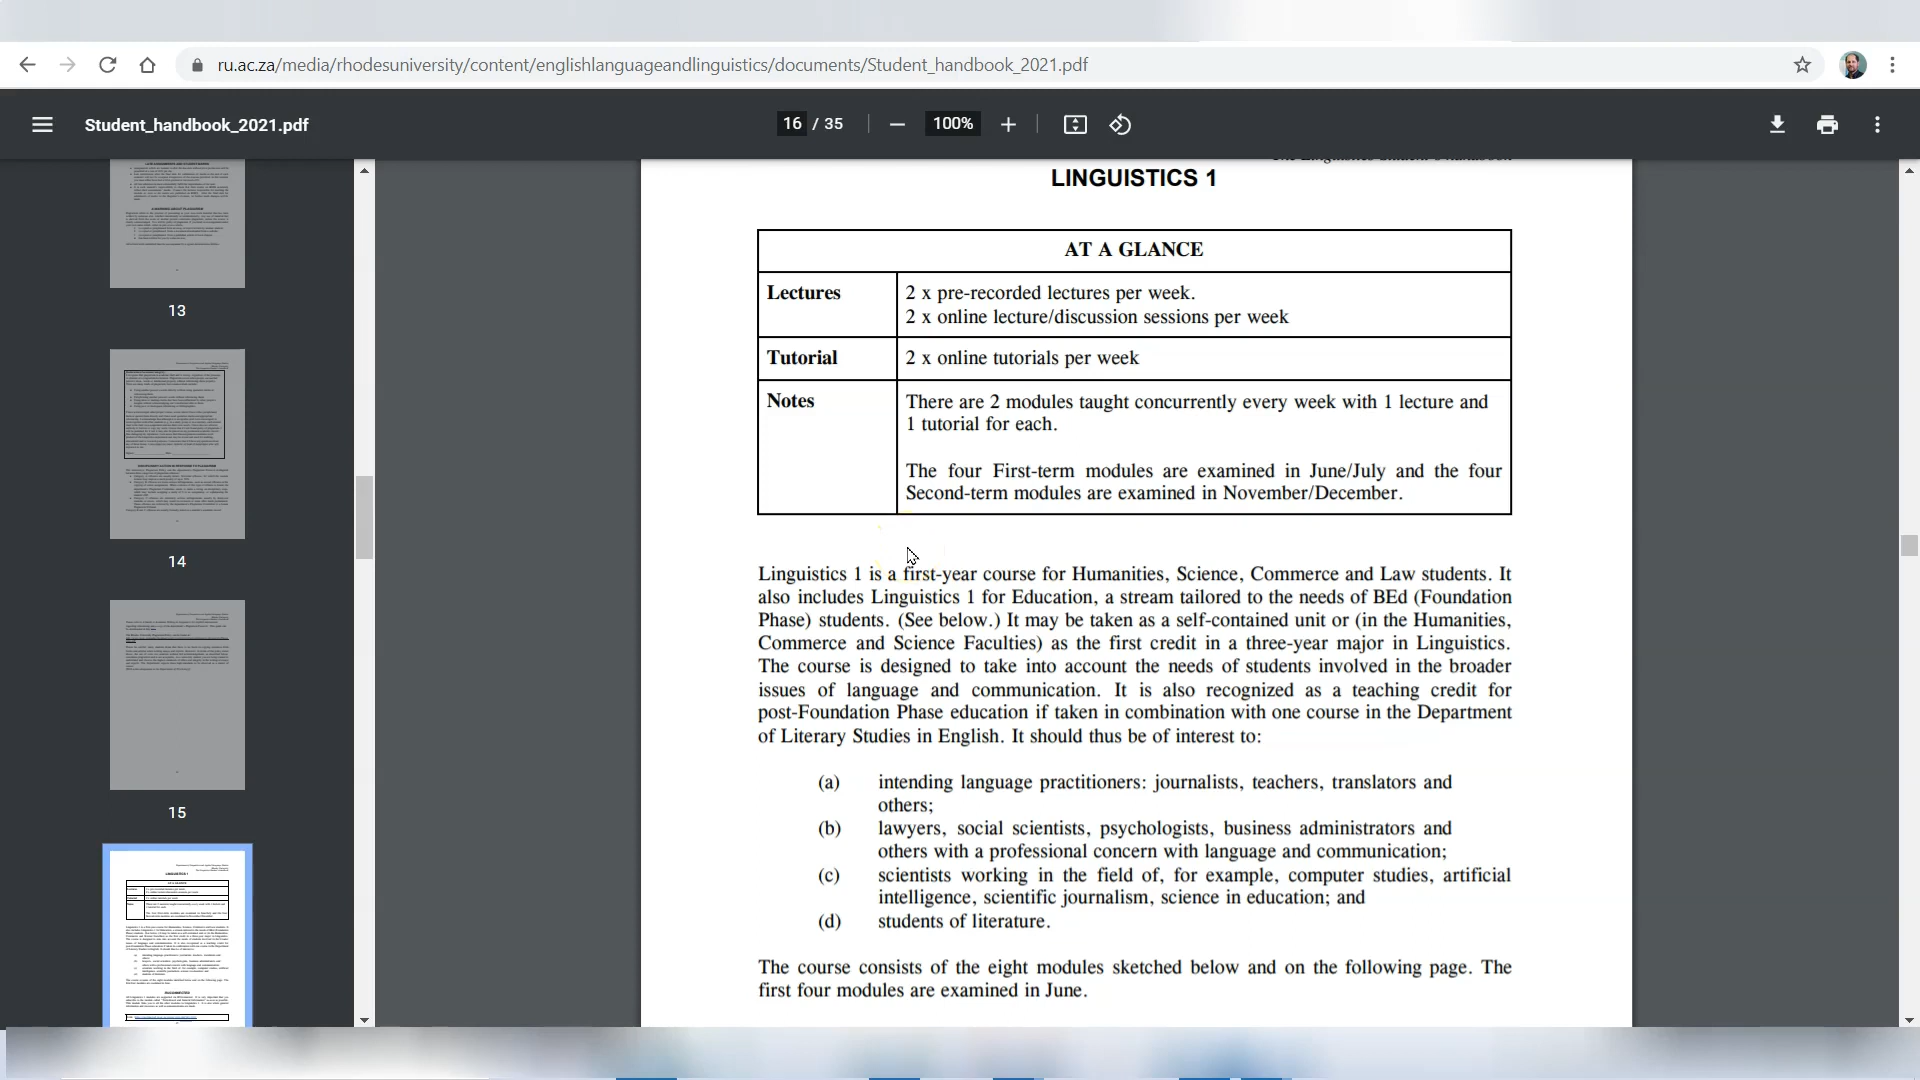 ru.ac.za/media/rhodesuniversity/content/englishlanguageandlinguistics/documents/Student_handbook_2021.pdf
Student_handbook_2021.pdf
16 / 35
100%
13
14
15
LINGUISTICS 1
AT A GLANCE
Lectures
2 x pre-recorded lectures per week.
2 x online lecture/discussion sessions per week
Tutorial
2 x online tutorials per week
Notes
There are 2 modules taught concurrently every week with 1 lecture and
1 tutorial for each.
The four First-term modules are examined in June/July and the four
Second-term modules are examined in November/December.
Linguistics 1 is a first-year course for Humanities, Science, Commerce and Law students. It
also includes Linguistics 1 for Education, a stream tailored to the needs of BEd (Foundation
Phase) students. (See below.) It may be taken as a self-contained unit or (in the Humanities,
Commerce and Science Faculties) as the first credit in a three-year major in Linguistics.
The course is designed to take into account the needs of students involved in the broader
issues of language and communication. It is also recognized as a teaching credit for
post-Foundation Phase education if taken in combination with one course in the Department
of Literary Studies in English. It should thus be of interest to:
(a) intending language practitioners: journalists, teachers, translators and
others;
(b) lawyers, social scientists, psychologists, business administrators and
others with a professional concern with language and communication;
(c) scientists working in the field of, for example, computer studies, artificial
intelligence, scientific journalism, science in education; and
(d) students of literature.
The course consists of the eight modules sketched below and on the following page. The
first four modules are examined in June.